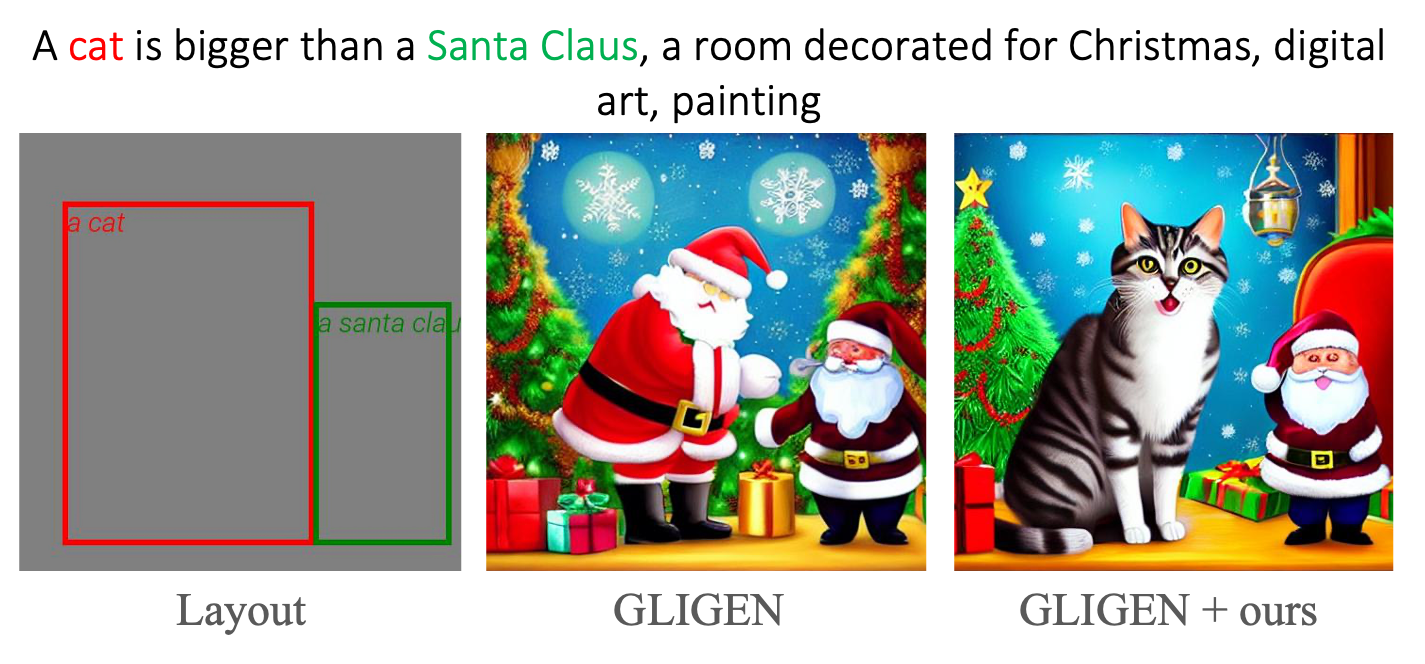 A cat is bigger than a Santa Claus, a room decorated for Christmas, digital
art, painting
a cat
a santa clau
Layout
GLIGEN
GLIGEN + ours